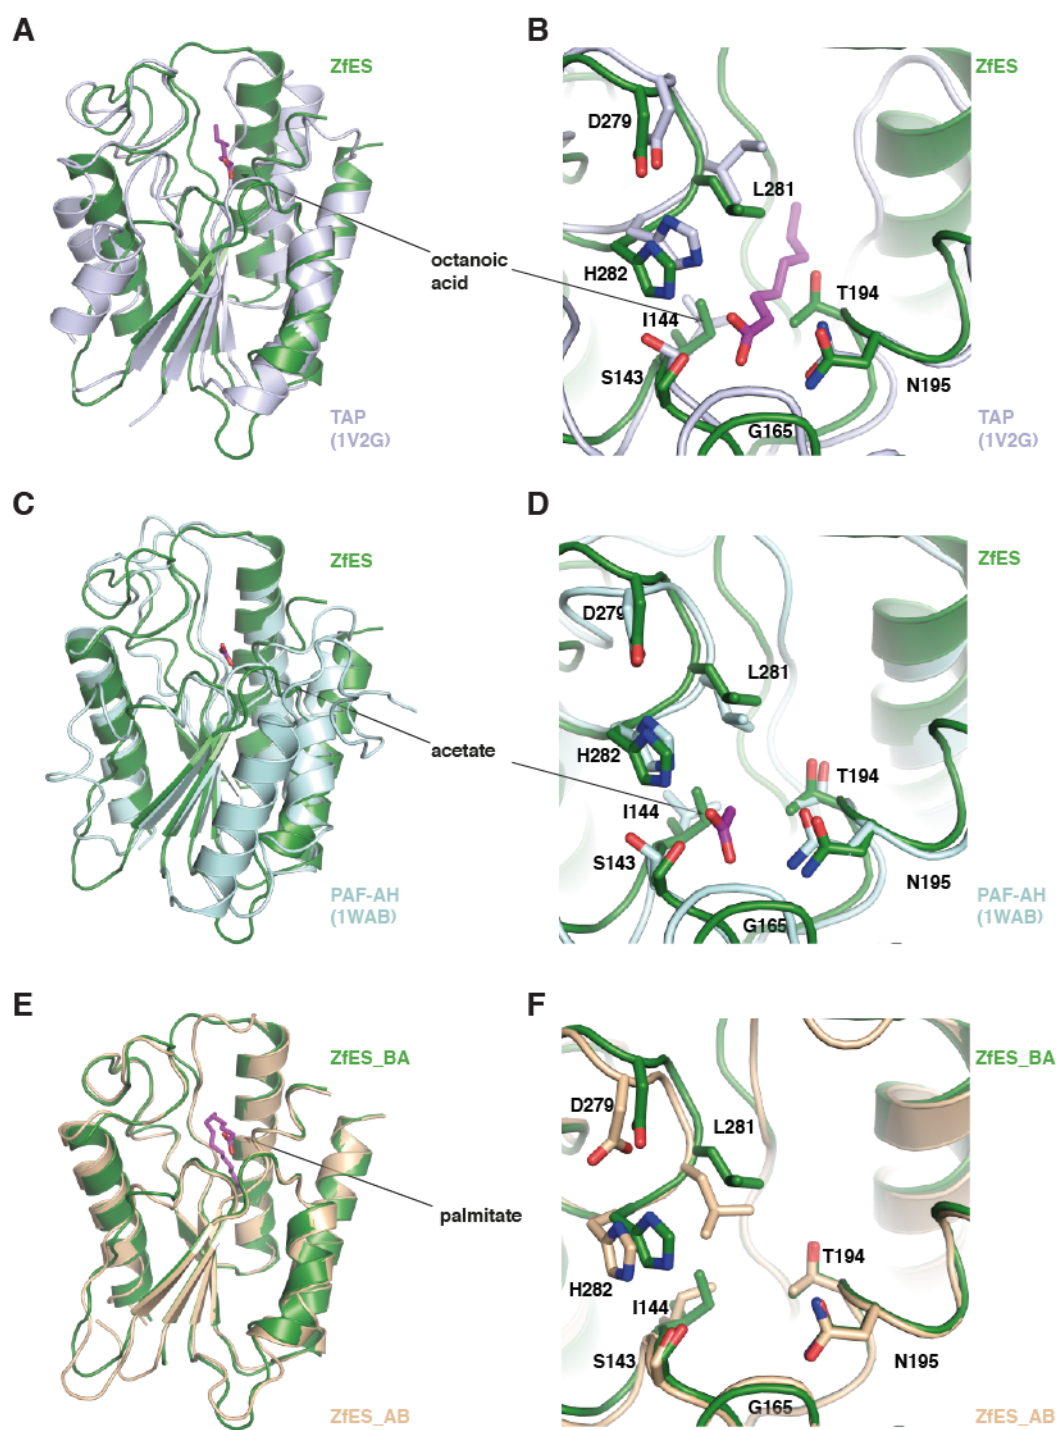 A
B
ZfES
ZfES
D279
L281
octanoic
acid
H282
I144
T194
S143
N195
G165
TAP
(1V2G)
TAP
(1V2G)
C
D
ZfES
ZfES
D279
L281
acetate
H282
T194
I144
S143
N195
G165
PAF-AH
(1WAB)
PAF-AH
(1WAB)
E
F
ZfES_BA
ZfES_BA
D279
L281
palmitate
T194
H282
I144
S143
N195
G165
ZfES_AB
ZfES_AB